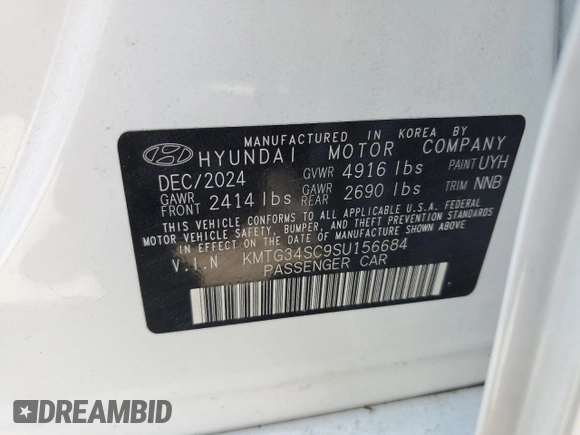 MANUFACTURED IN KOREA BY
HYUNDAI MOTOR COMPANY
DEC/2024 GVWR 4916 lbs PAINT UYH
GAWR FRONT 2414 lbs GAWR REAR 2690 lbs TRIM NNB
THIS VEHICLE CONFORMS TO ALL APPLICABLE U.S.A. FEDERAL
MOTOR VEHICLE SAFETY, BUMPER, AND THEFT PREVENTION STANDARDS
IN EFFECT ON THE DATE OF MANUFACTURE SHOWN ABOVE.
V.I.N KMTG34SC9SU156684
PASSENGER CAR
DREAMBID